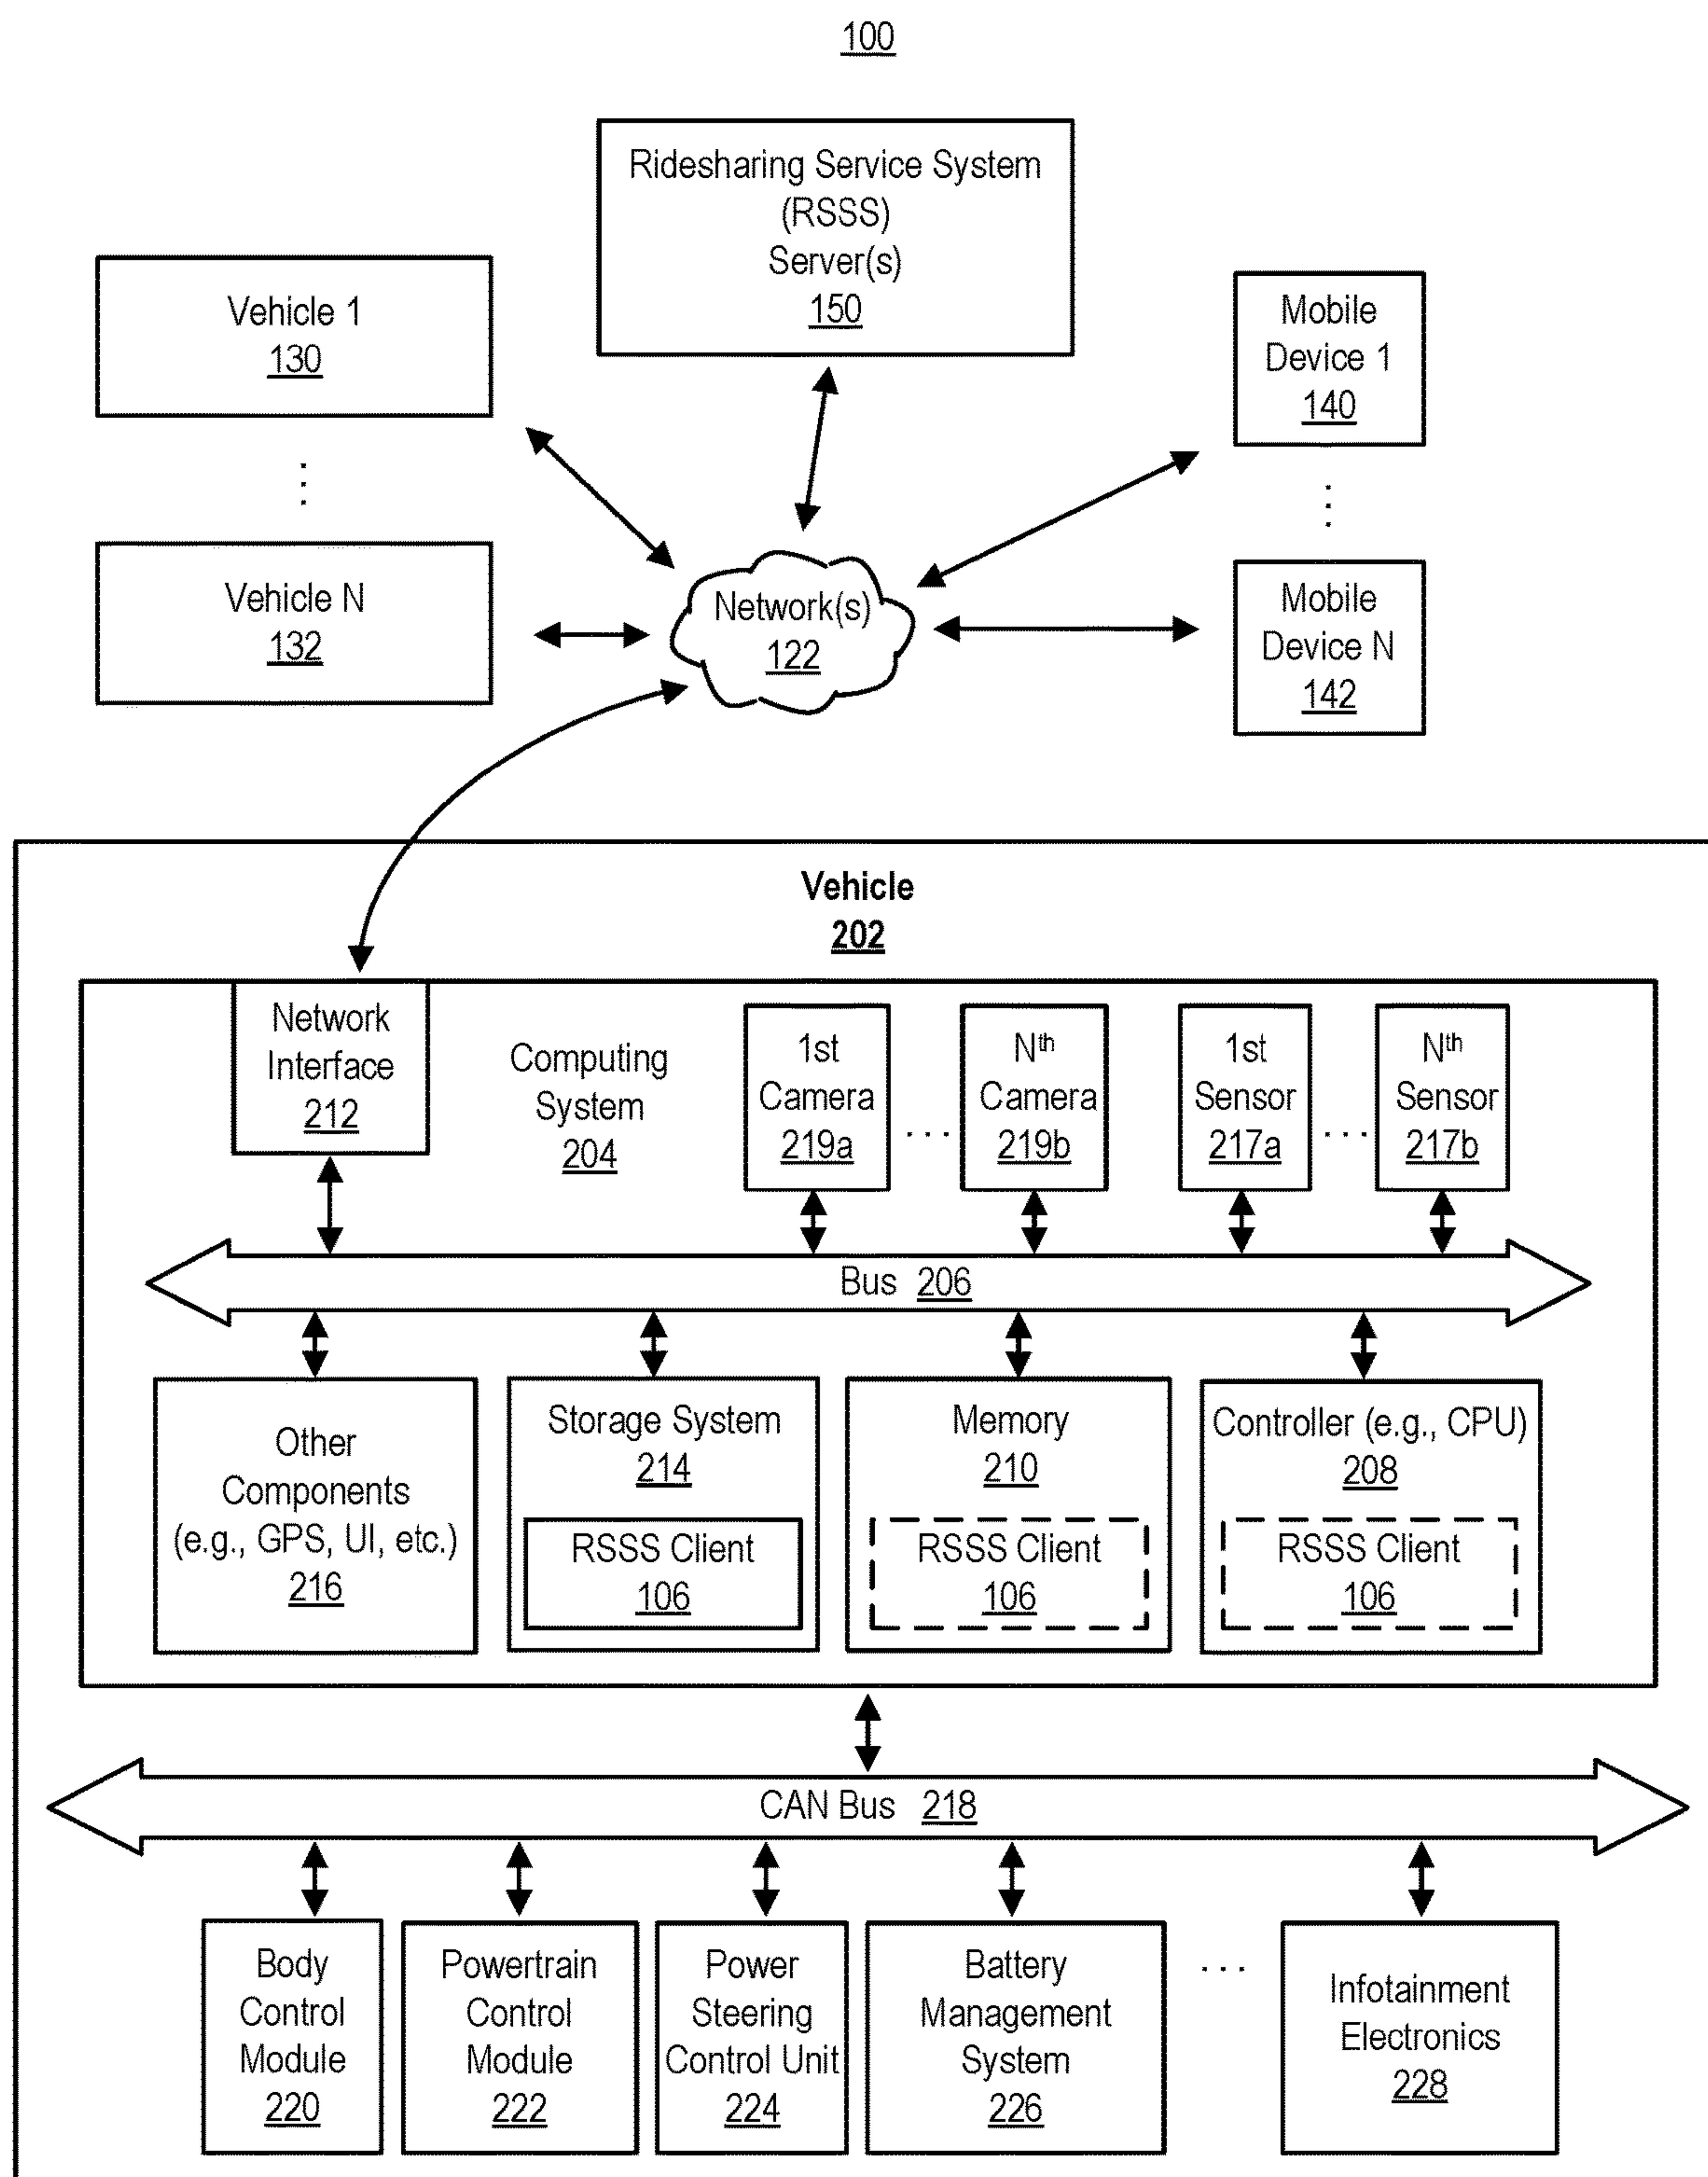 100
Ridesharing Service System
(RSSS)
Server(s)
150
Vehicle 1
130
⋮
Vehicle N
132
Mobile
Device 1
140
⋮
Mobile
Device N
142
Network(s)
122
Vehicle
202
Network
Interface
212
Computing
System
204
1st
Camera
219a
...
Nth
Camera
219b
1st
Sensor
217a
...
Nth
Sensor
217b
Bus 206
Other
Components
(e.g., GPS, UI, etc.)
216
Storage System
214
RSSS Client
106
Memory
210
RSSS Client
106
Controller (e.g., CPU)
208
RSSS Client
106
CAN Bus 218
Body
Control
Module
220
Powertrain
Control
Module
222
Power
Steering
Control Unit
224
Battery
Management
System
226
...
Infotainment
Electronics
228